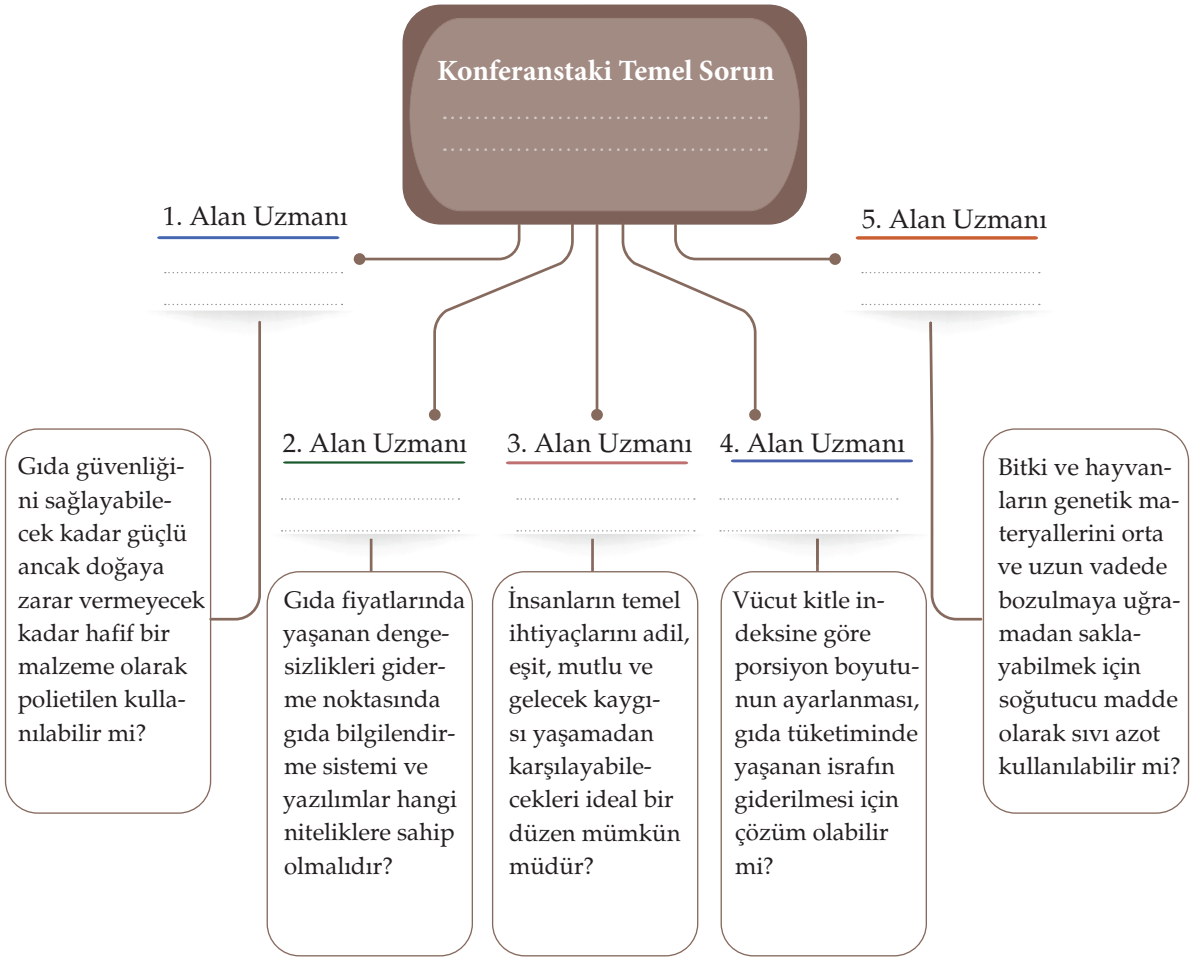 Konferanstaki Temel Sorun
1. Alan Uzmanı
Gıda güvenliği-
ni sağlayabile-
cek kadar güçlü
ancak doğaya
zarar vermeyecek
kadar hafif bir
malzeme olarak
polietilen kulla-
nılabilir mi?
2. Alan Uzmanı
Gıda fiyatlarında
yaşanan denge-
sizlikleri gider-
me noktasında
gıda bilgilendir-
me sistemi ve
yazılımlar hangi
niteliklere sahip
olmalıdır?
3. Alan Uzmanı
İnsanların temel
ihtiyaçlarını adil,
eşit, mutlu ve
gelecek kaygı-
sı yaşamadan
karşılayabile-
cekleri ideal bir
düzen mümkün
müdür?
4. Alan Uzmanı
Vücut kitle in-
deksine göre
porsiyon boyutu-
nun ayarlanması,
gıda tüketiminde
yaşanan israfın
giderilmesi için
çözüm olabilir
mi?
5. Alan Uzmanı
Bitki ve hayvan-
ların genetik ma-
teryallerini orta
ve uzun vadede
bozulmaya uğra-
madan sakla-
yabilmek için
soğutucu madde
olarak sıvı azot
kullanılabilir mi?